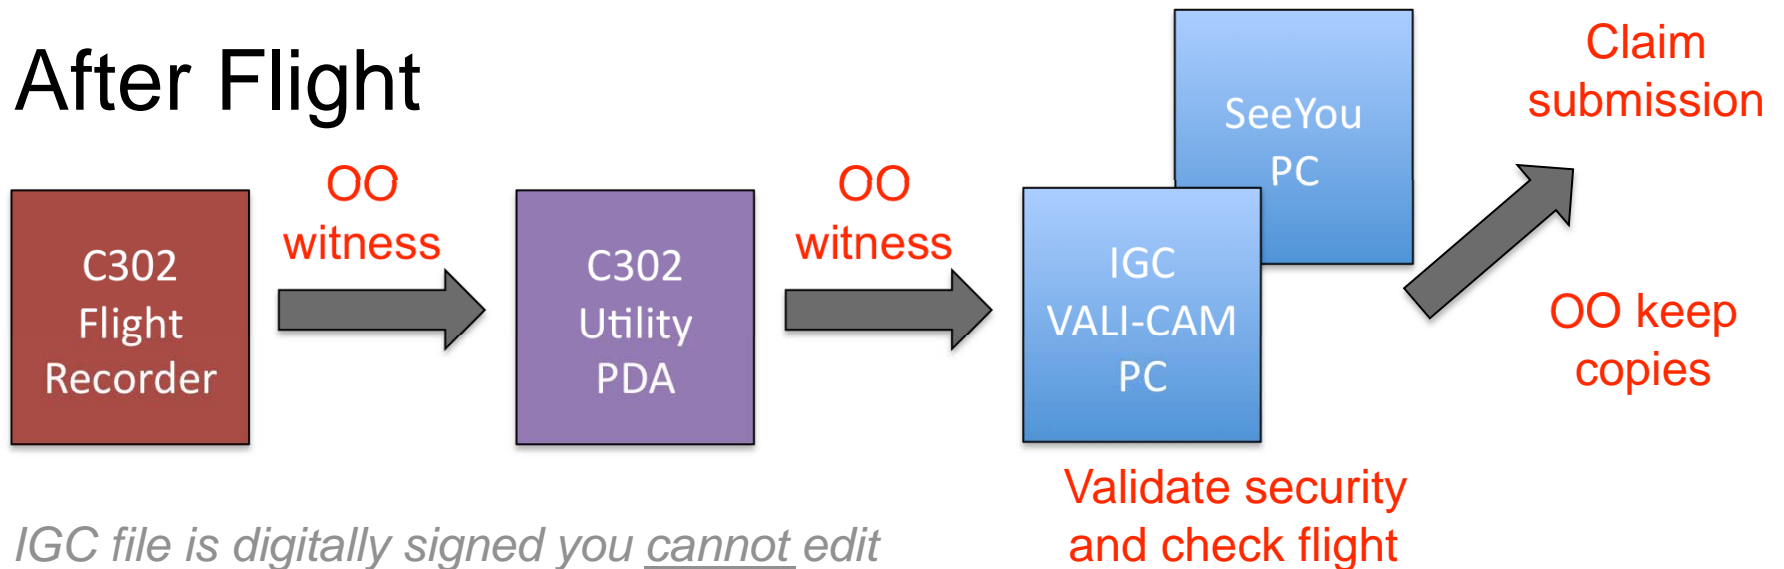 After Flight
C302
Flight
Recorder
OO
witness
C302
Utility
PDA
OO
witness
SeeYou
PC
IGC
VALI-CAM
PC
Validate security
and check flight
Claim
submission
OO keep
copies
IGC file is digitally signed you cannot edit